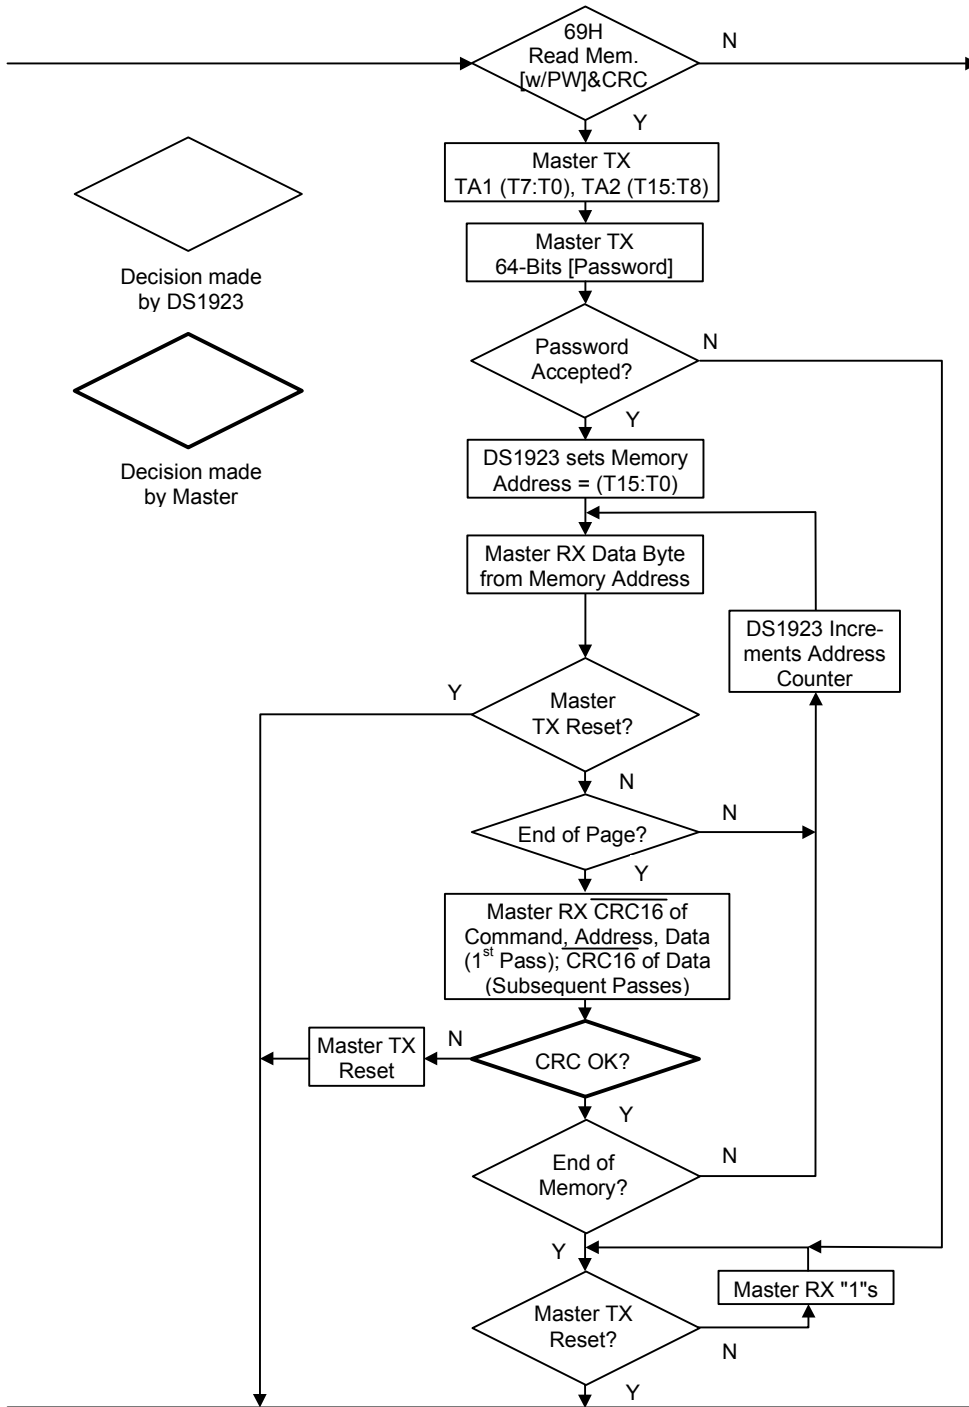 69H
Read Mem.
[w/PW]&CRC
N
Y
Master TX
TA1 (T7:T0), TA2 (T15:T8)
Decision made
by DS1923
Master TX
64-Bits [Password]
Password
Accepted?
N
Y
Decision made
by Master
DS1923 sets Memory
Address = (T15:T0)
Master RX Data Byte
from Memory Address
DS1923 Incre-
ments Address
Counter
Y
Master
TX Reset?
N
End of Page?
N
Y
Master RX CRC16 of
Command, Address, Data
(1st Pass); CRC16 of Data
(Subsequent Passes)
Master TX
Reset
N
CRC OK?
Y
End of
Memory?
N
Y
Master RX "1"s
Master TX
Reset?
N
Y